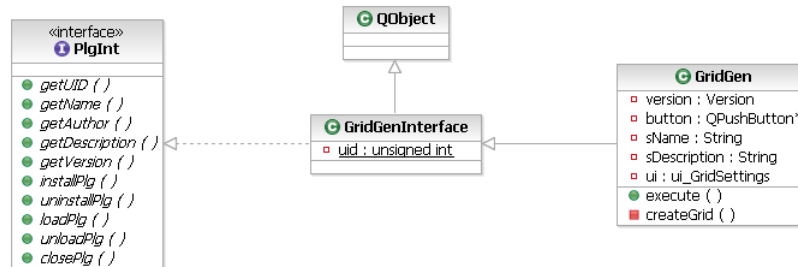 «interface»
PlgInt
getUID ( )
getName ( )
getAuthor ( )
getDescription ( )
getVersion ( )
installPlg ( )
uninstallPlg ( )
loadPlg ( )
unloadPlg ( )
closePlg ( )
C QObject
C GridGenInterface
uid : unsigned int
C GridGen
version : Version
button : QPushButton*
sName : String
sDescription : String
ui : ui_GridSettings
execute ( )
createGrid ( )